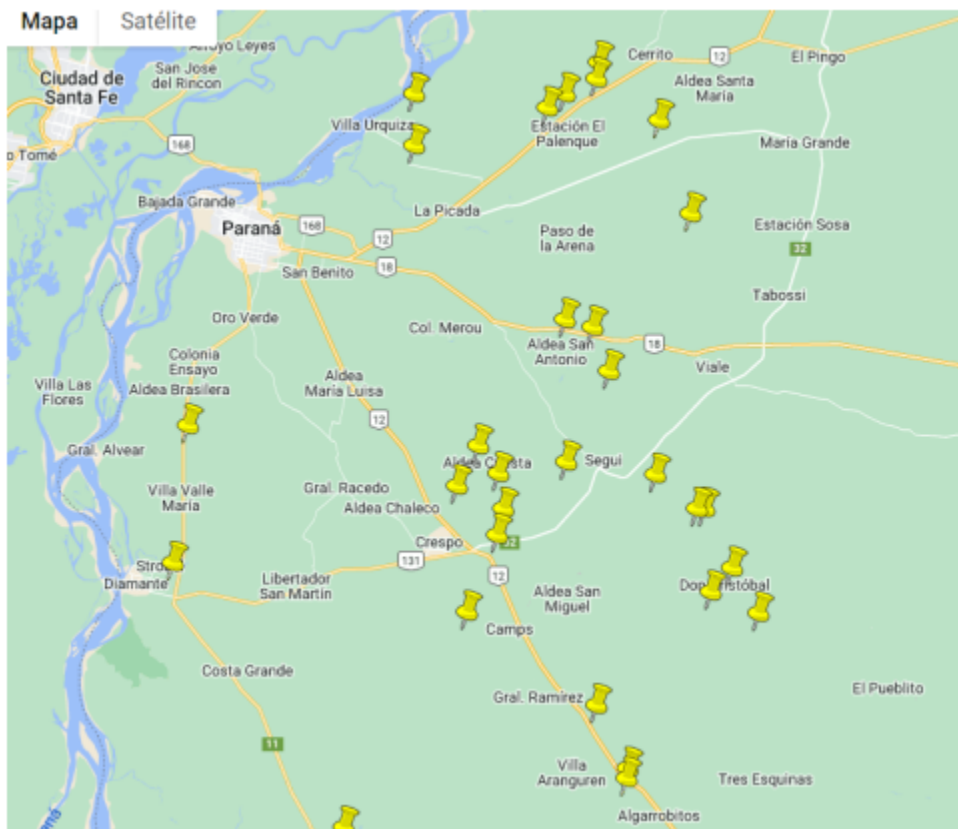 Mapa
Satélite
Arroyo Leyes
Cerrito
12
El Pingo
Ciudad de
Santa Fe
San Jose
del Rincon
Aldea Santa
María
Villa Urquiza
Estación El
Palenque
168
María Grande
o Tomé
Bajada Grande
La Picada
Paraná
168
12
Paso de
la Arena
Estación Sosa
32
San Benito
18
Tabossi
Oro Verde
Col. Merou
Aldea San
Antonio
18
Viale
Colonia
Ensayo
Villa Las
Flores
Aldea Brasilera
Aldea
María Luisa
12
Gral. Alvear
Segui
Villa Valle
María
Gral. Racedo
Aldea Chaleco
Crespo
131
12
Diamante
Libertador
San Martín
Aldea San
Miguel
Camps
Costa Grande
Gral. Ramírez
El Pueblito
11
Villa
Aranguren
Tres Esquinas
Algarrobitos